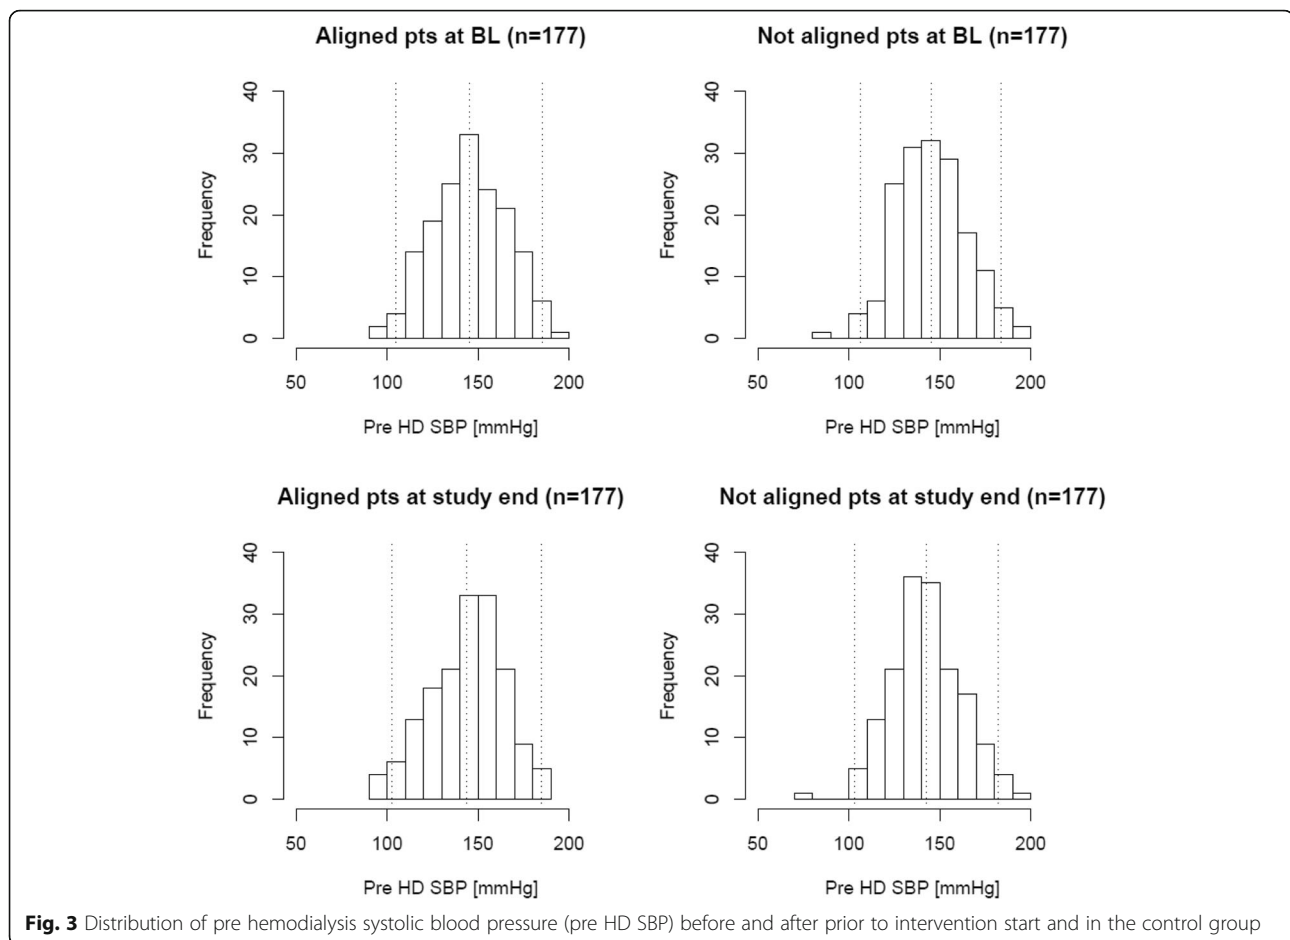 Aligned pts at BL (n=177)
Frequency
40
30
20
10
0
50 100 150 200
Pre HD SBP [mmHg]
Not aligned pts at BL (n=177)
Frequency
40
30
20
10
0
50 100 150 200
Pre HD SBP [mmHg]
Aligned pts at study end (n=177)
Frequency
40
30
20
10
0
50 100 150 200
Pre HD SBP [mmHg]
Not aligned pts at study end (n=177)
Frequency
40
30
20
10
0
50 100 150 200
Pre HD SBP [mmHg]
Fig. 3 Distribution of pre hemodialysis systolic blood pressure (pre HD SBP) before and after prior to intervention start and in the control group